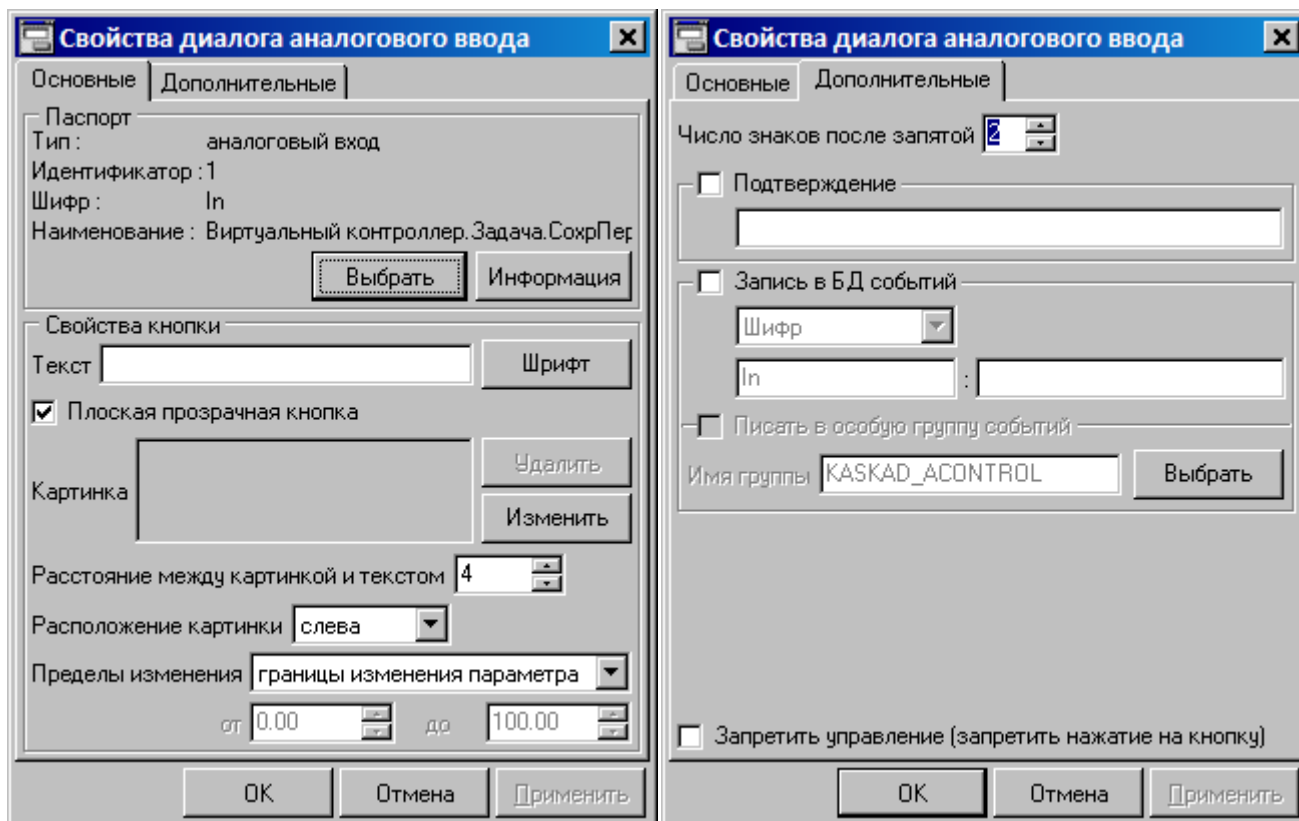 Свойства диалога аналогового ввода
Основные
Дополнительные
Паспорт
Тип : аналоговый вход
Идентификатор : 1
Шифр : In
Наименование : Виртуальный контроллер.Задача.СохрПер
Выбрать
Информация
Свойства кнопки
Текст
Шрифт
Плоская прозрачная кнопка
Картинка
Удалить
Изменить
Расстояние между картинкой и текстом 4
Расположение картинки слева
Пределы изменения границы изменения параметра
от 0.00 до 100.00
OK
Отмена
Применить
Свойства диалога аналогового ввода
Основные
Дополнительные
Число знаков после запятой 2
Подтверждение
Запись в БД событий
Шифр
In :
Писать в особую группу событий
Имя группы KASKAD_ACONTROL
Выбрать
Запретить управление (запретить нажатие на кнопку)
OK
Отмена
Применить